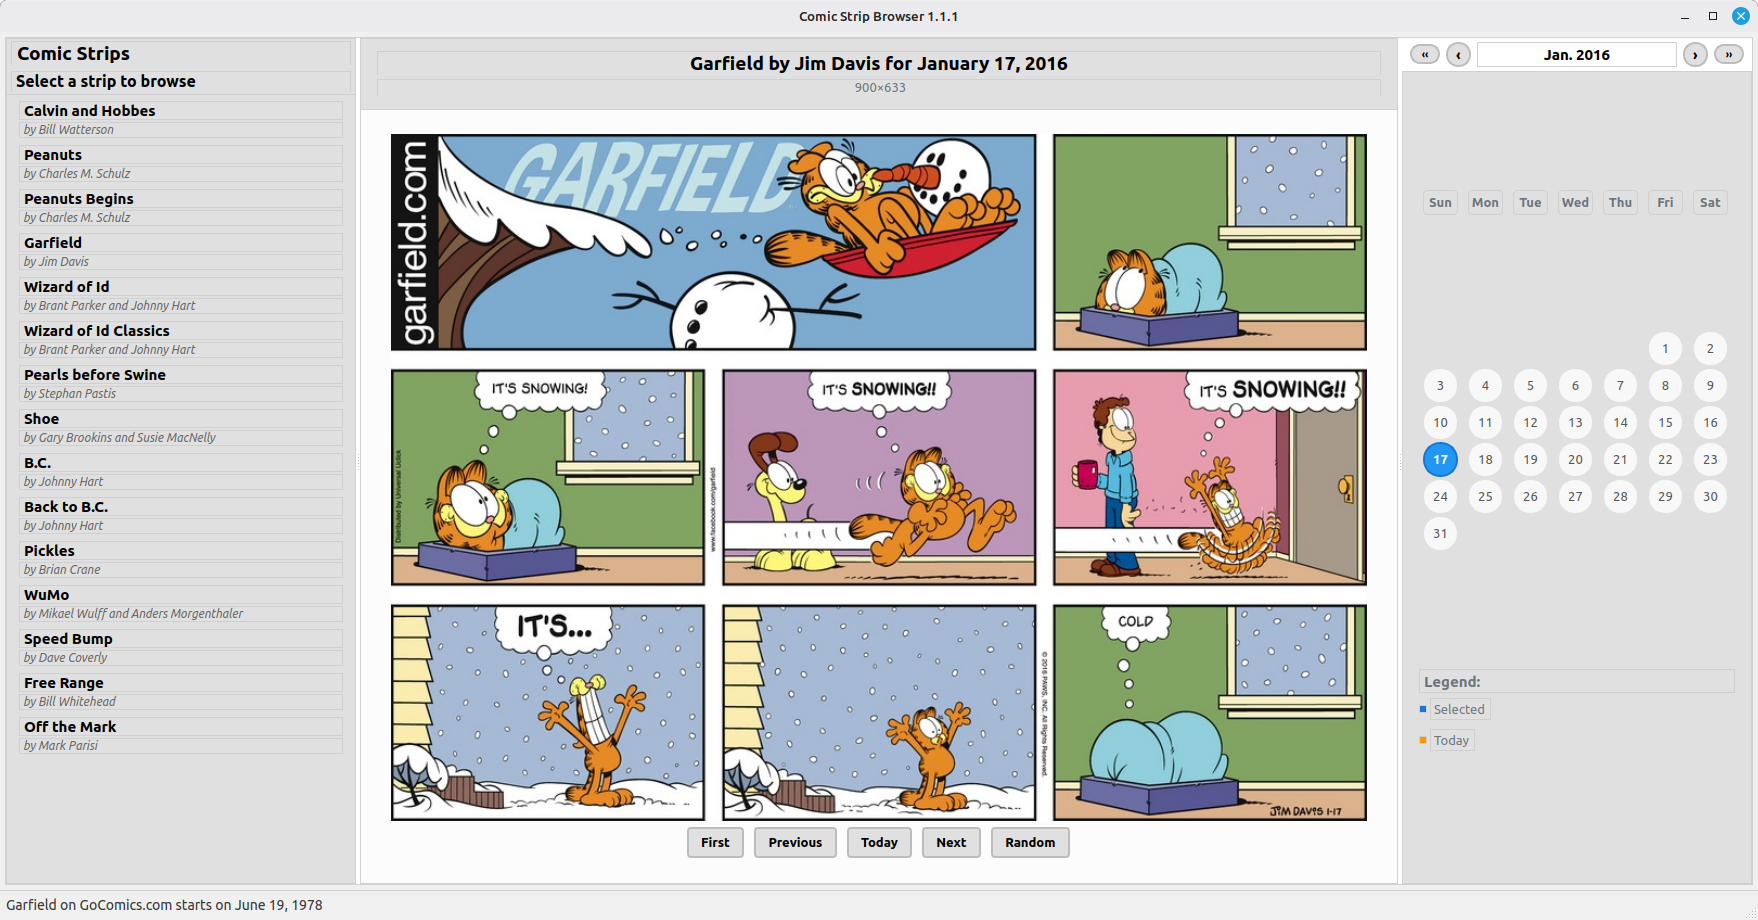 Comic Strip Browser 1.1.1
Comic Strips
Select a strip to browse
Calvin and Hobbes
by Bill Watterson
Peanuts
by Charles M. Schulz
Peanuts Begins
by Charles M. Schulz
Garfield
by Jim Davis
Wizard of Id
by Brant Parker and Johnny Hart
Wizard of Id Classics
by Brant Parker and Johnny Hart
Pearls before Swine
by Stephan Pastis
Shoe
by Gary Brookins and Susie MacNelly
B.C.
by Johnny Hart
Back to B.C.
by Johnny Hart
Pickles
by Brian Crane
WuMo
by Mikael Wulff and Anders Morgenthaler
Speed Bump
by Dave Coverly
Free Range
by Bill Whitehead
Off the Mark
by Mark Parisi
Garfield by Jim Davis for January 17, 2016
900×633
garfield.com
GARFIELD
IT'S SNOWING!
Distributed by Universal Uclick
www.facebook.com/garfield
IT'S SNOWING!!
IT'S SNOWING!!
IT'S...
© 2016 PAWS, INC. All Rights Reserved.
COLD
JIM DAVIS 1-17
First Previous Today Next Random
« ‹ Jan. 2016 › »
Sun Mon Tue Wed Thu Fri Sat
1 2
3 4 5 6 7 8 9
10 11 12 13 14 15 16
17 18 19 20 21 22 23
24 25 26 27 28 29 30
31
Legend:
Selected
Today
Garfield on GoComics.com starts on June 19, 1978